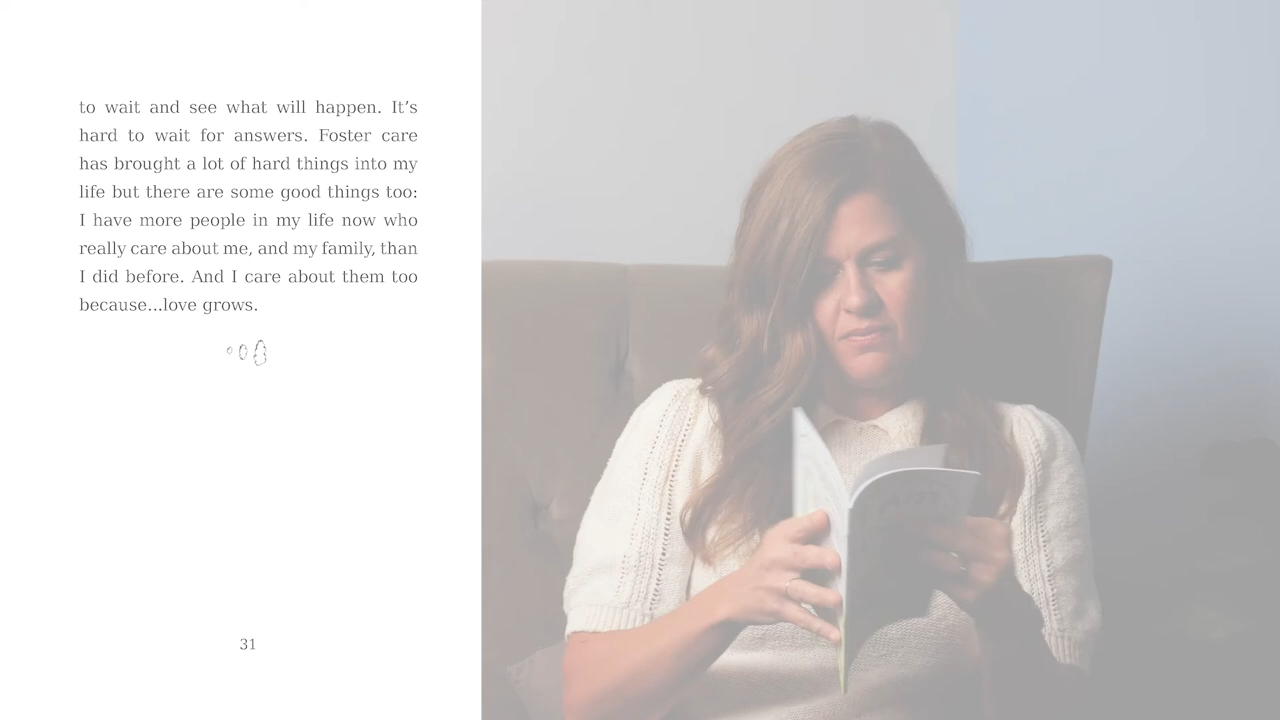 to wait and see what will happen. It’s
hard to wait for answers. Foster care
has brought a lot of hard things into my
life but there are some good things too:
I have more people in my life now who
really care about me, and my family, than
I did before. And I care about them too
because...love grows.
31